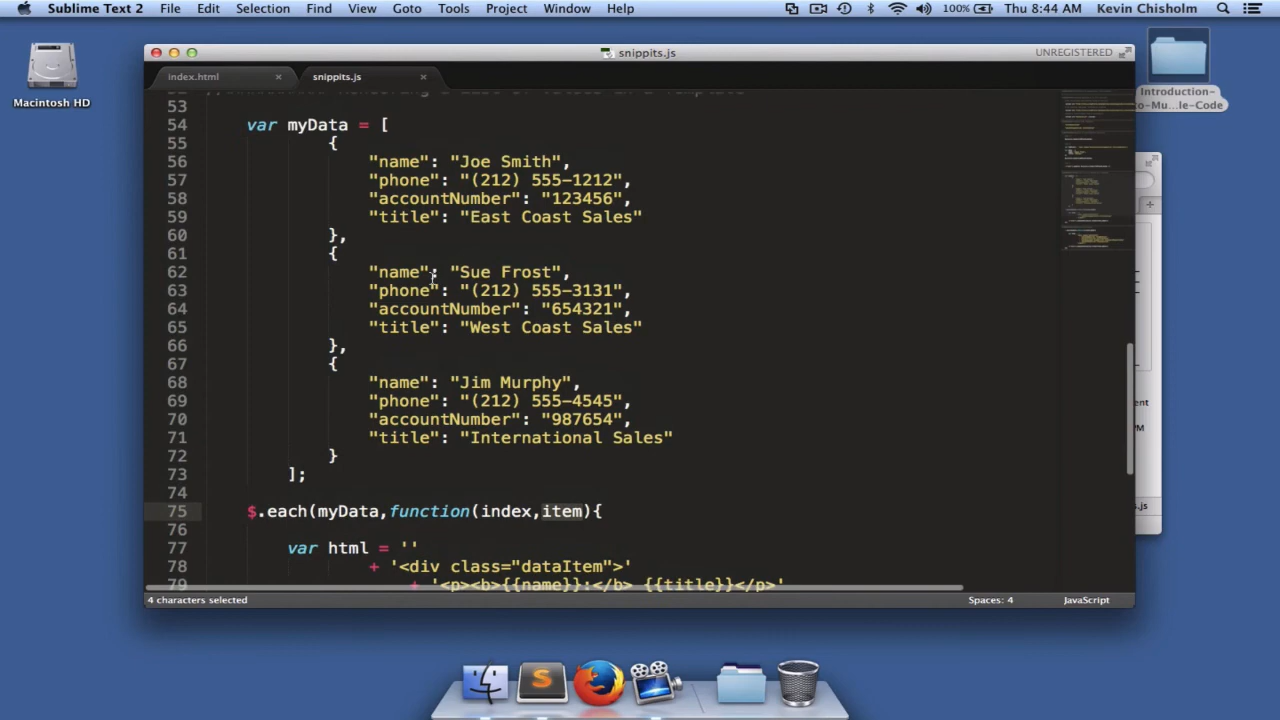 Sublime Text 2 File Edit Selection Find View Goto Tools Project Window Help 100% Thu 8:44 AM Kevin Chisholm
Macintosh HD
Introduction-
to-Mu...le-Code
snippits.js
UNREGISTERED
index.html
snippits.js
53
54 var myData = [
55 {
56 "name": "Joe Smith",
57 "phone": "(212) 555-1212",
58 "accountNumber": "123456",
59 "title": "East Coast Sales"
60 },
61 {
62 "name": "Sue Frost",
63 "phone": "(212) 555-3131",
64 "accountNumber": "654321",
65 "title": "West Coast Sales"
66 },
67 {
68 "name": "Jim Murphy",
69 "phone": "(212) 555-4545",
70 "accountNumber": "987654",
71 "title": "International Sales"
72 }
73 ];
74
75 $.each(myData,function(index,item){
76
77 var html = ''
78 + '<div class="dataItem">'
79 + '<p><b>{{name}}:</b> {{title}}</p>'
4 characters selected
Spaces: 4
JavaScript